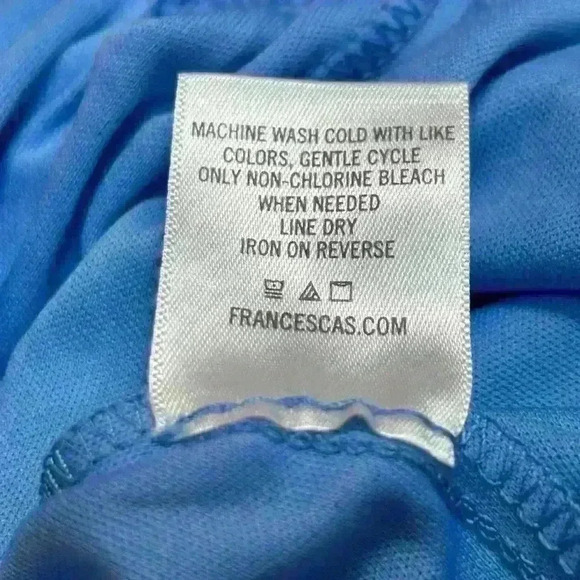 MACHINE WASH COLD WITH LIKE
COLORS, GENTLE CYCLE
ONLY NON-CHLORINE BLEACH
WHEN NEEDED
LINE DRY
IRON ON REVERSE
FRANCESCAS.COM